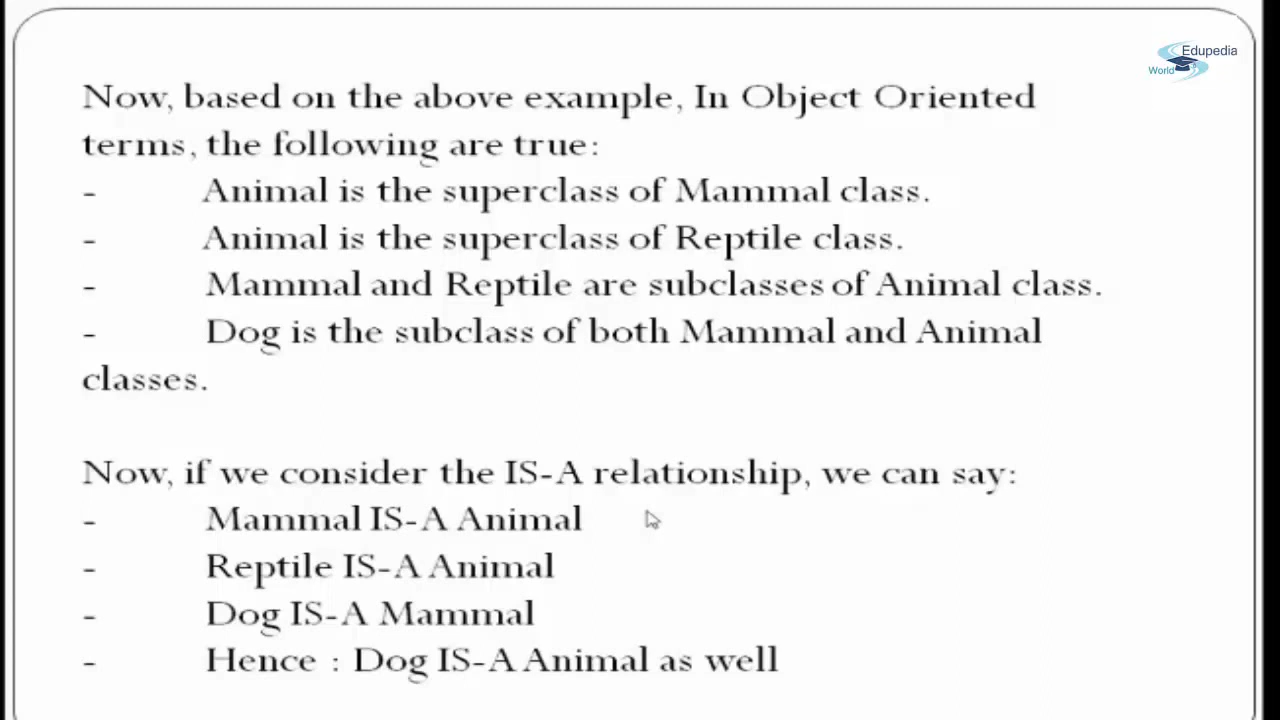 Edupedia
World
Now, based on the above example, In Object Oriented
terms, the following are true:
- Animal is the superclass of Mammal class.
- Animal is the superclass of Reptile class.
- Mammal and Reptile are subclasses of Animal class.
- Dog is the subclass of both Mammal and Animal
classes.
Now, if we consider the IS-A relationship, we can say:
- Mammal IS-A Animal
- Reptile IS-A Animal
- Dog IS-A Mammal
- Hence : Dog IS-A Animal as well